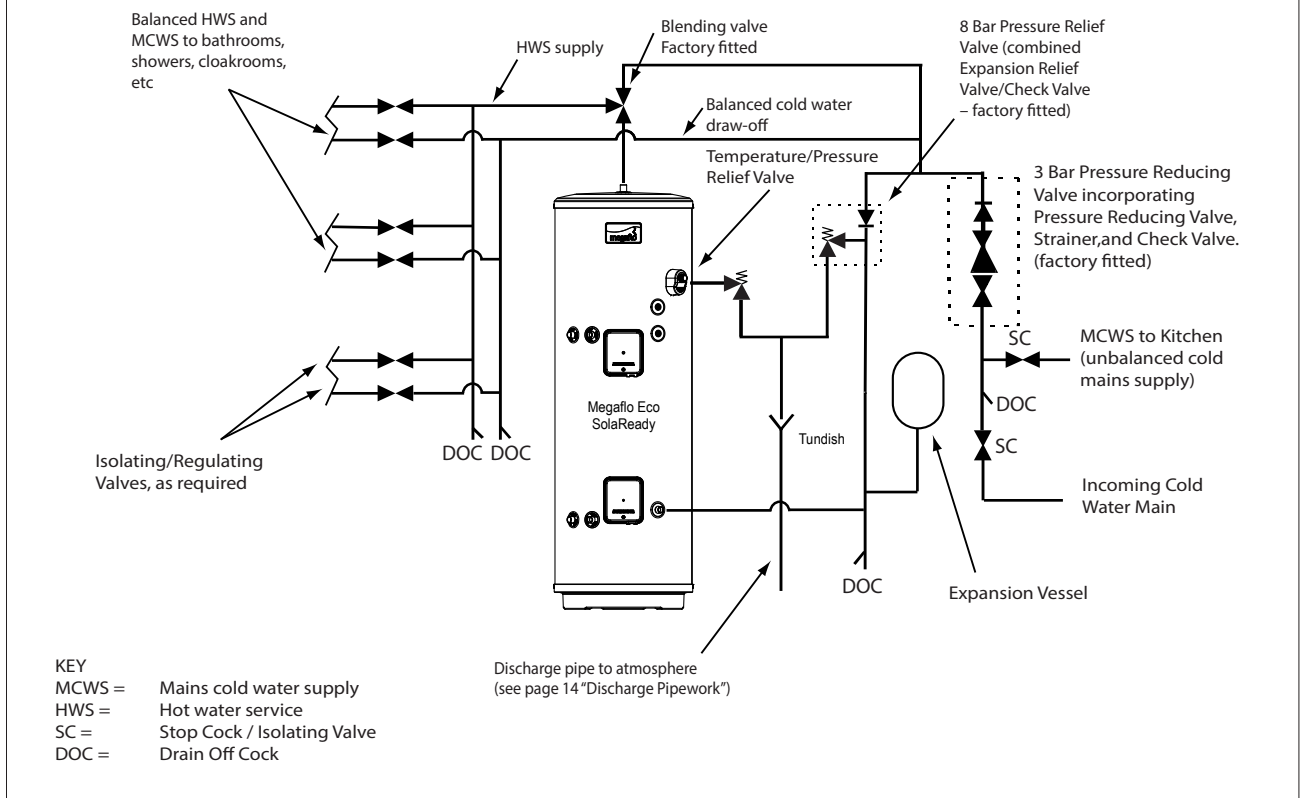 Balanced HWS and
MCWS to bathrooms,
showers, cloakrooms,
etc
HWS supply
Blending valve
Factory fitted
8 Bar Pressure Relief
Valve (combined
Expansion Relief
Valve/Check Valve
– factory fitted)
Balanced cold water
draw-off
Temperature/Pressure
Relief Valve
3 Bar Pressure Reducing
Valve incorporating
Pressure Reducing Valve,
Strainer,and Check Valve.
(factory fitted)
megaflo
SC
MCWS to Kitchen
(unbalanced cold
mains supply)
DOC
Megaflo Eco
SolaReady
Tundish
DOC DOC
SC
Isolating/Regulating
Valves, as required
Incoming Cold
Water Main
DOC
Expansion Vessel
Discharge pipe to atmosphere
(see page 14 “Discharge Pipework”)
KEY
MCWS = Mains cold water supply
HWS = Hot water service
SC = Stop Cock / Isolating Valve
DOC = Drain Off Cock